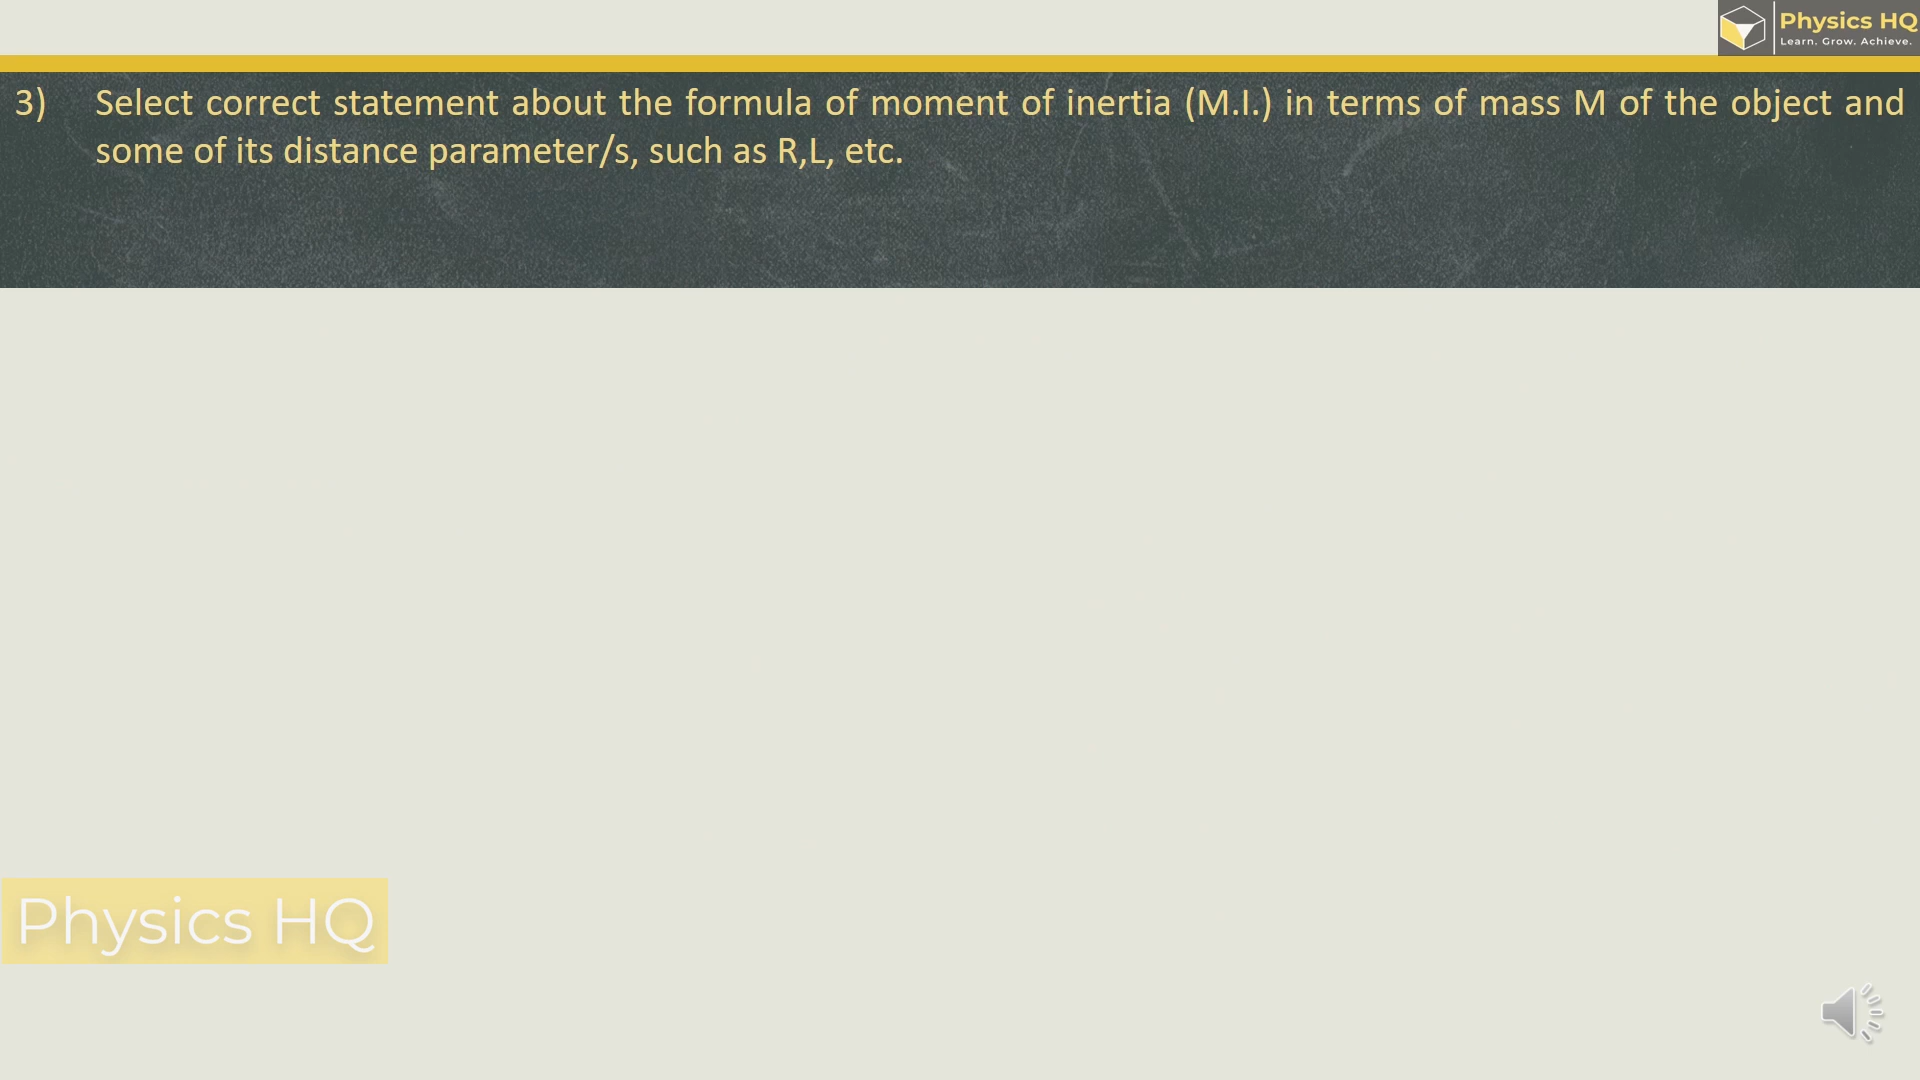 Physics HQ
Learn. Grow. Achieve.
3) Select correct statement about the formula of moment of inertia (M.I.) in terms of mass M of the object and
some of its distance parameter/s, such as R,L, etc.
Physics HQ